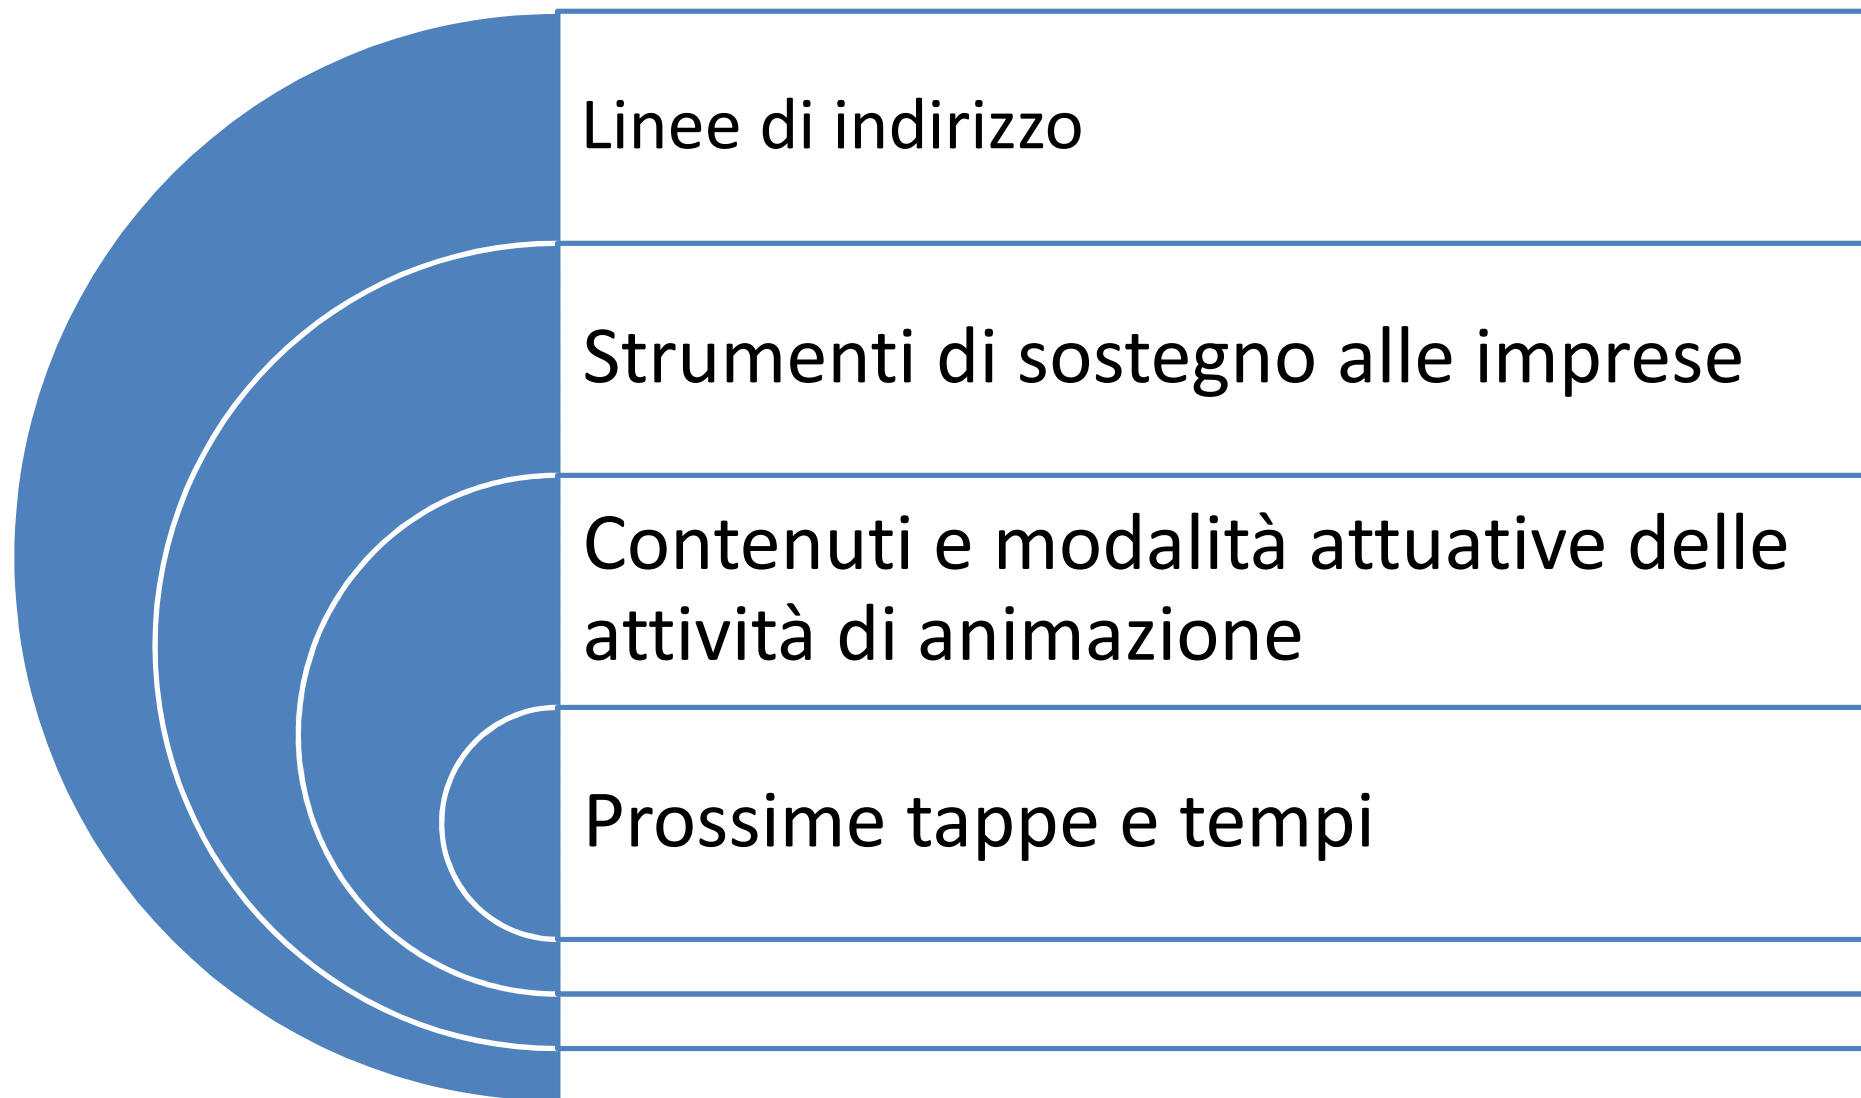 Linee di indirizzo
Strumenti di sostegno alle imprese
Contenuti e modalità attuative delle
attività di animazione
Prossime tappe e tempi